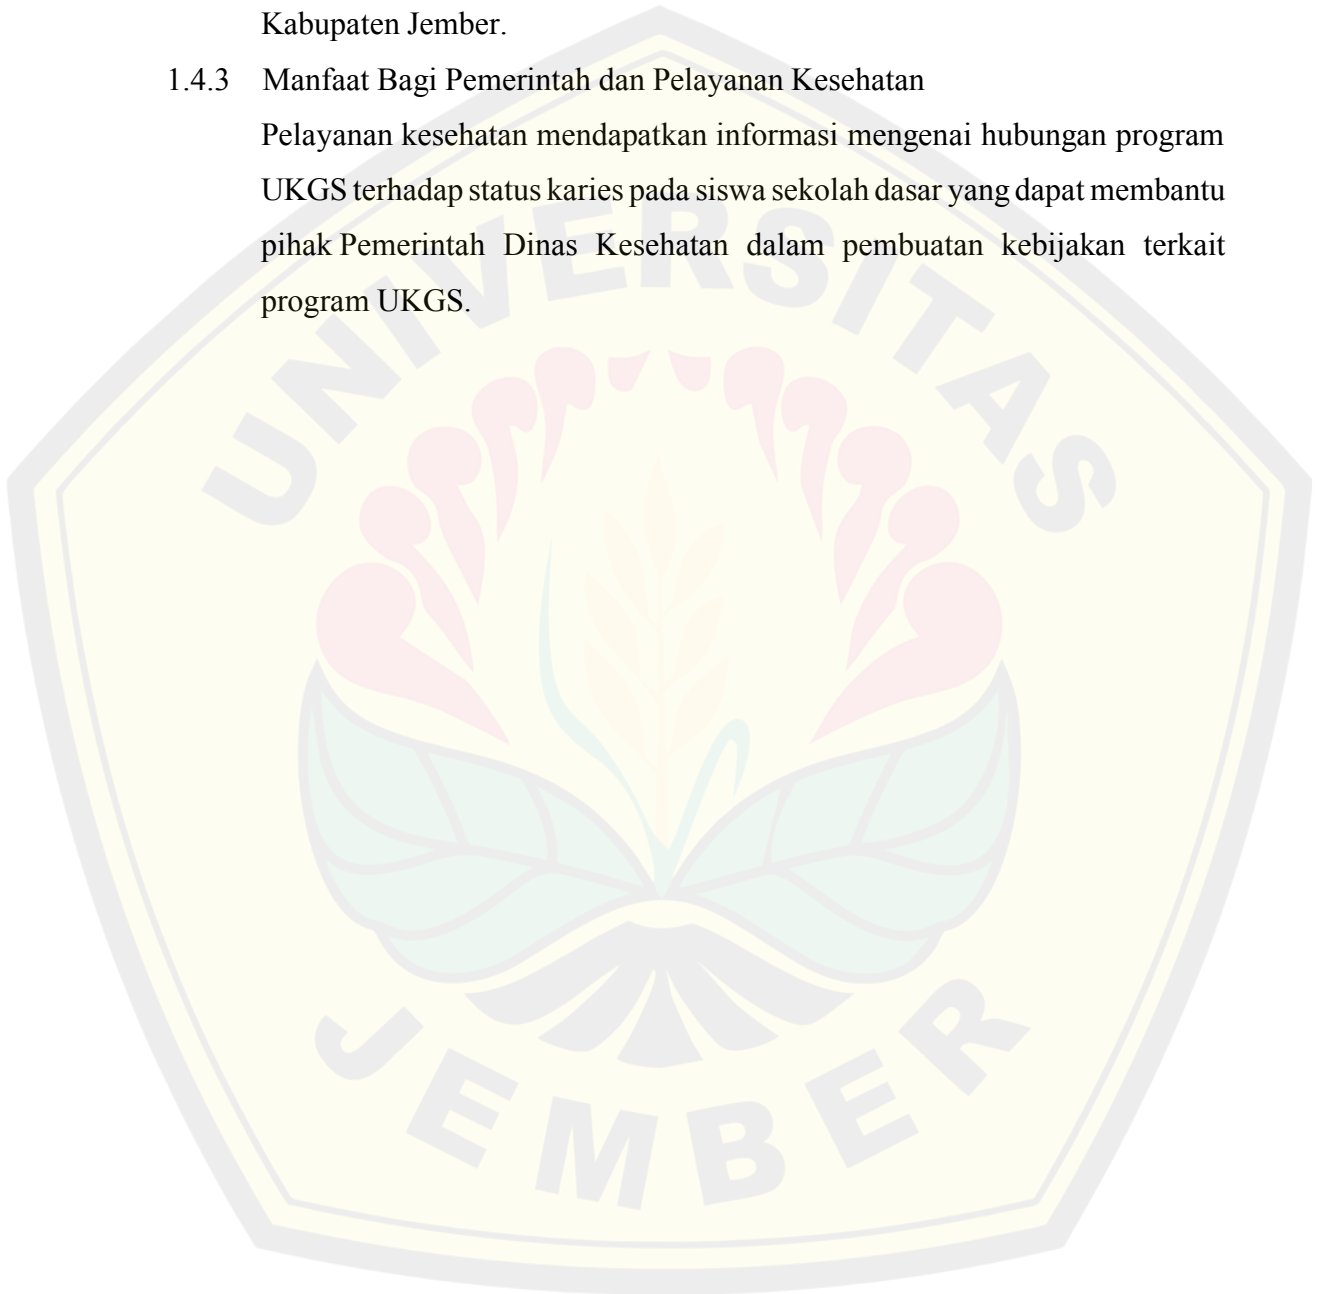 Kabupaten Jember.
1.4.3 Manfaat Bagi Pemerintah dan Pelayanan Kesehatan
Pelayanan kesehatan mendapatkan informasi mengenai hubungan program
UKGS terhadap status karies pada siswa sekolah dasar yang dapat membantu
pihak Pemerintah Dinas Kesehatan dalam pembuatan kebijakan terkait
program UKGS.
UNIVERSITAS
JEMBER